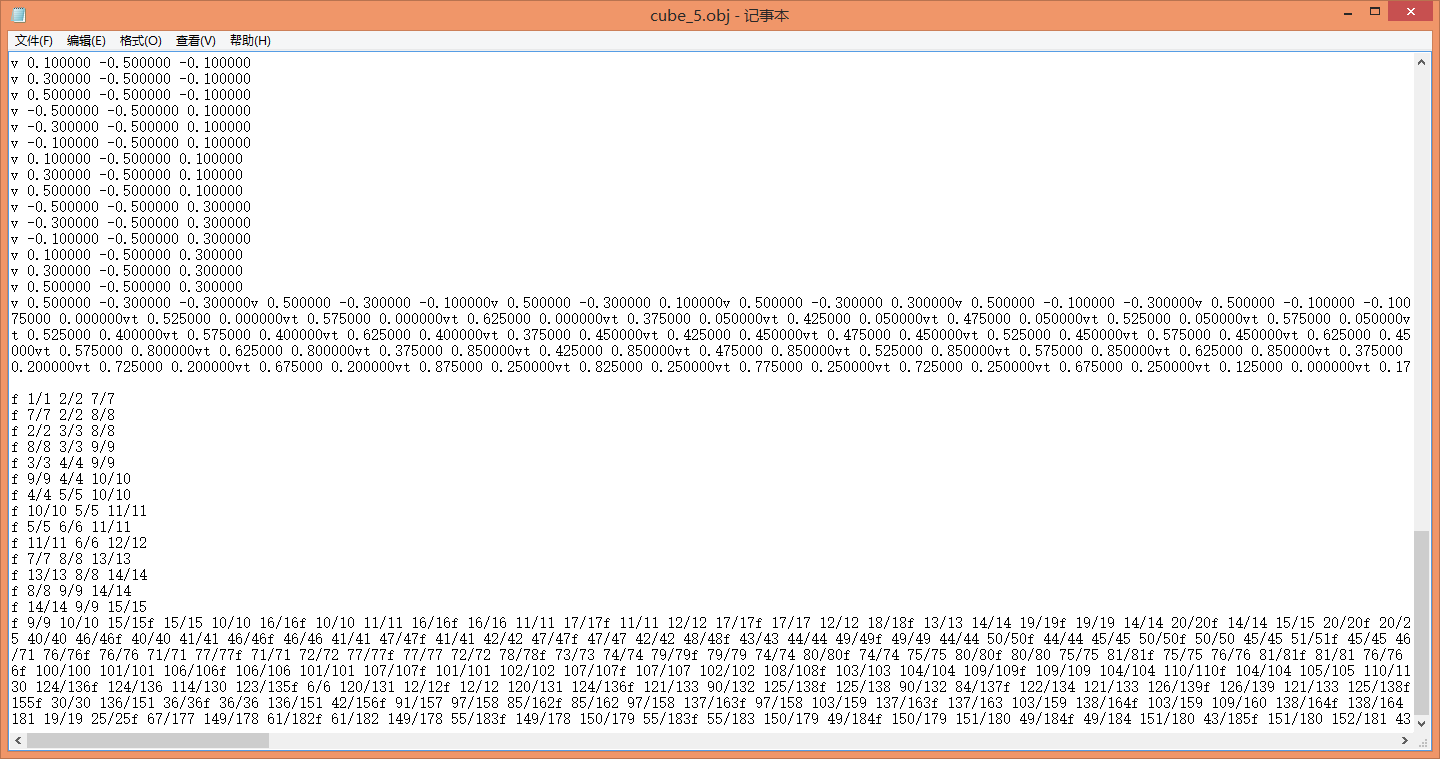 cube_5.obj - 记事本
文件(F) 编辑(E) 格式(O) 查看(V) 帮助(H)
v 0.100000 -0.500000 -0.100000
v 0.300000 -0.500000 -0.100000
v 0.500000 -0.500000 -0.100000
v -0.500000 -0.500000 0.100000
v -0.300000 -0.500000 0.100000
v -0.100000 -0.500000 0.100000
v 0.100000 -0.500000 0.100000
v 0.300000 -0.500000 0.100000
v 0.500000 -0.500000 0.100000
v -0.500000 -0.500000 0.300000
v -0.300000 -0.500000 0.300000
v -0.100000 -0.500000 0.300000
v 0.100000 -0.500000 0.300000
v 0.300000 -0.500000 0.300000
v 0.500000 -0.500000 0.300000
v 0.500000 -0.300000 -0.300000v 0.500000 -0.300000 -0.100000v 0.500000 -0.300000 0.100000v 0.500000 -0.300000 0.300000v 0.500000 -0.100000 -0.300000v 0.500000 -0.100000 -0.100
75000 0.000000vt 0.525000 0.000000vt 0.575000 0.000000vt 0.625000 0.000000vt 0.375000 0.050000vt 0.425000 0.050000vt 0.475000 0.050000vt 0.525000 0.050000vt 0.575000 0.050000v
t 0.525000 0.400000vt 0.575000 0.400000vt 0.625000 0.400000vt 0.375000 0.450000vt 0.425000 0.450000vt 0.475000 0.450000vt 0.525000 0.450000vt 0.575000 0.450000vt 0.625000 0.45
000vt 0.575000 0.800000vt 0.625000 0.800000vt 0.375000 0.850000vt 0.425000 0.850000vt 0.475000 0.850000vt 0.525000 0.850000vt 0.575000 0.850000vt 0.625000 0.850000vt 0.375000
0.200000vt 0.725000 0.200000vt 0.675000 0.200000vt 0.875000 0.250000vt 0.825000 0.250000vt 0.775000 0.250000vt 0.725000 0.250000vt 0.675000 0.250000vt 0.125000 0.000000vt 0.17
f 1/1 2/2 7/7
f 7/7 2/2 8/8
f 2/2 3/3 8/8
f 8/8 3/3 9/9
f 3/3 4/4 9/9
f 9/9 4/4 10/10
f 4/4 5/5 10/10
f 10/10 5/5 11/11
f 5/5 6/6 11/11
f 11/11 6/6 12/12
f 7/7 8/8 13/13
f 13/13 8/8 14/14
f 8/8 9/9 14/14
f 14/14 9/9 15/15
f 9/9 10/10 15/15f 15/15 10/10 16/16f 10/10 11/11 16/16f 16/16 11/11 17/17f 11/11 12/12 17/17f 17/17 12/12 18/18f 13/13 14/14 19/19f 19/19 14/14 20/20f 14/14 15/15 20/20f 20/2
5 40/40 46/46f 40/40 41/41 46/46f 46/46 41/41 47/47f 41/41 42/42 47/47f 47/47 42/42 48/48f 43/43 44/44 49/49f 49/49 44/44 50/50f 44/44 45/45 50/50f 50/50 45/45 51/51f 45/45 46
/71 76/76f 76/76 71/71 77/77f 71/71 72/72 77/77f 77/77 72/72 78/78f 73/73 74/74 79/79f 79/79 74/74 80/80f 74/74 75/75 80/80f 80/80 75/75 81/81f 75/75 76/76 81/81f 81/81 76/76
6f 100/100 101/101 106/106f 106/106 101/101 107/107f 101/101 102/102 107/107f 107/107 102/102 108/108f 103/103 104/104 109/109f 109/109 104/104 110/110f 104/104 105/105 110/11
30 124/136f 124/136 114/130 123/135f 6/6 120/131 12/12f 12/12 120/131 124/136f 121/133 90/132 125/138f 125/138 90/132 84/137f 122/134 121/133 126/139f 126/139 121/133 125/138f
155f 30/30 136/151 36/36f 36/36 136/151 42/156f 91/157 97/158 85/162f 85/162 97/158 137/163f 97/158 103/159 137/163f 137/163 103/159 138/164f 103/159 109/160 138/164f 138/164
181 19/19 25/25f 67/177 149/178 61/182f 61/182 149/178 55/183f 149/178 150/179 55/183f 55/183 150/179 49/184f 150/179 151/180 49/184f 49/184 151/180 43/185f 151/180 152/181 43